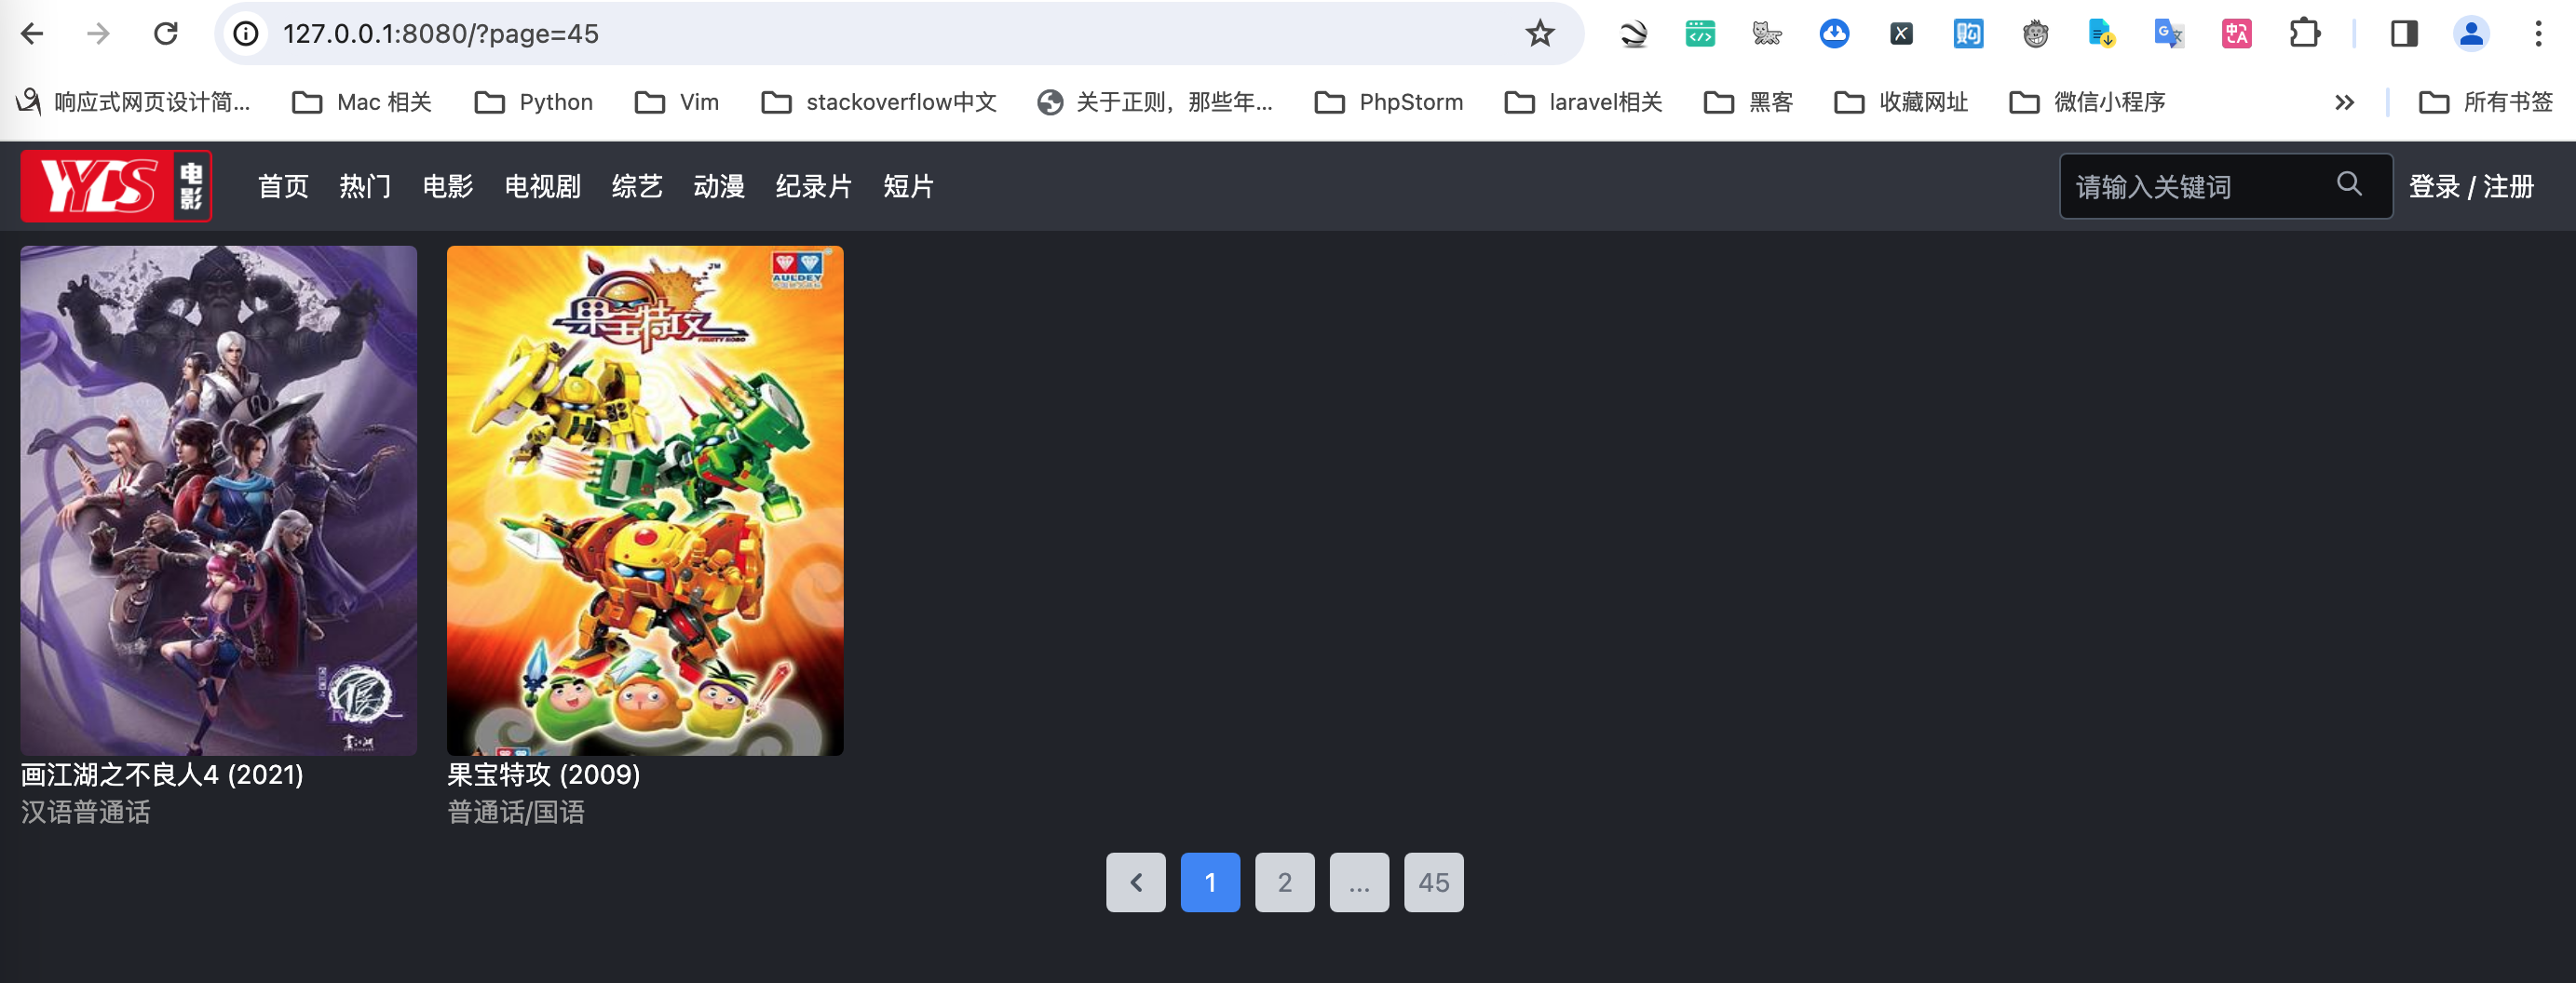 127.0.0.1:8080/?page=45
响应式网页设计简...
Mac 相关
Python
Vim
stackoverflow中文
关于正则，那些年...
PhpStorm
laravel相关
黑客
收藏网址
微信小程序
所有书签
YYDS
电影
首页 热门 电影 电视剧 综艺 动漫 纪录片 短片
请输入关键词
登录 / 注册
AULDEY
果宝特攻
FRUITY ROBO
画江湖之不良人4 (2021)
汉语普通话
果宝特攻 (2009)
普通话/国语
1 2 ... 45